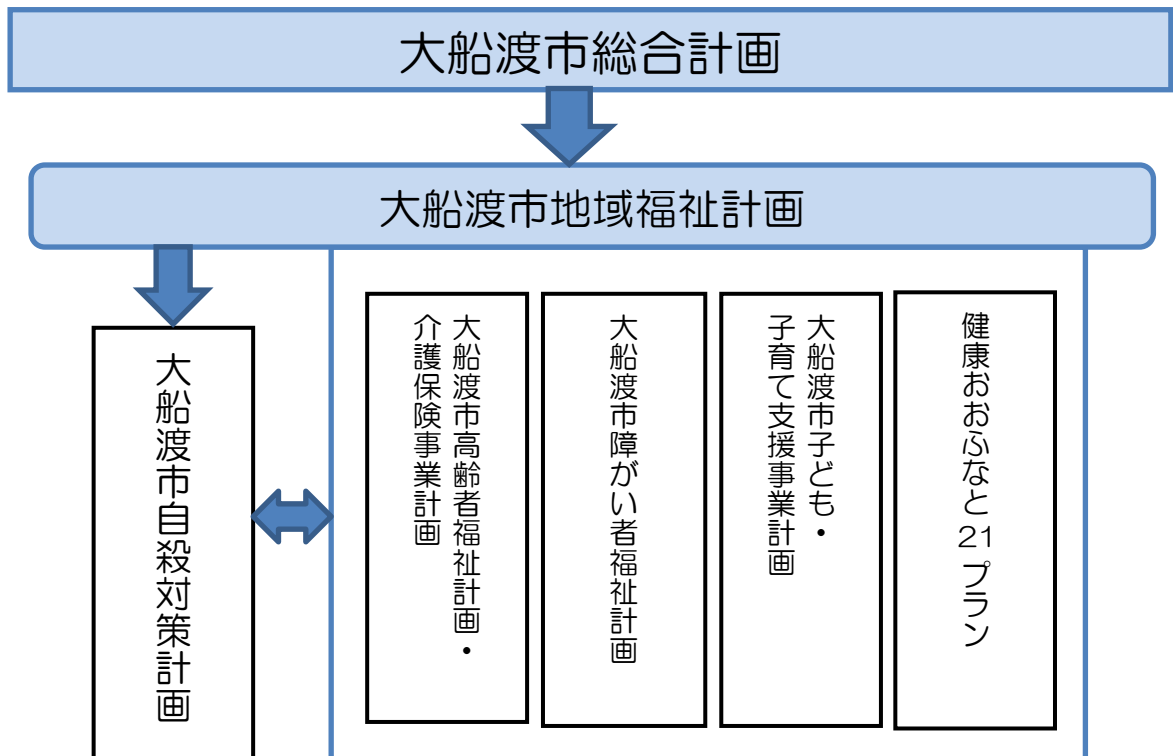 大船渡市総合計画
大船渡市地域福祉計画
大船渡市自殺対策計画
大船渡市高齢者福祉計画・
介護保険事業計画
大船渡市障がい者福祉計画
大船渡市子ども・
子育て支援事業計画
健康おおふなと21プラン